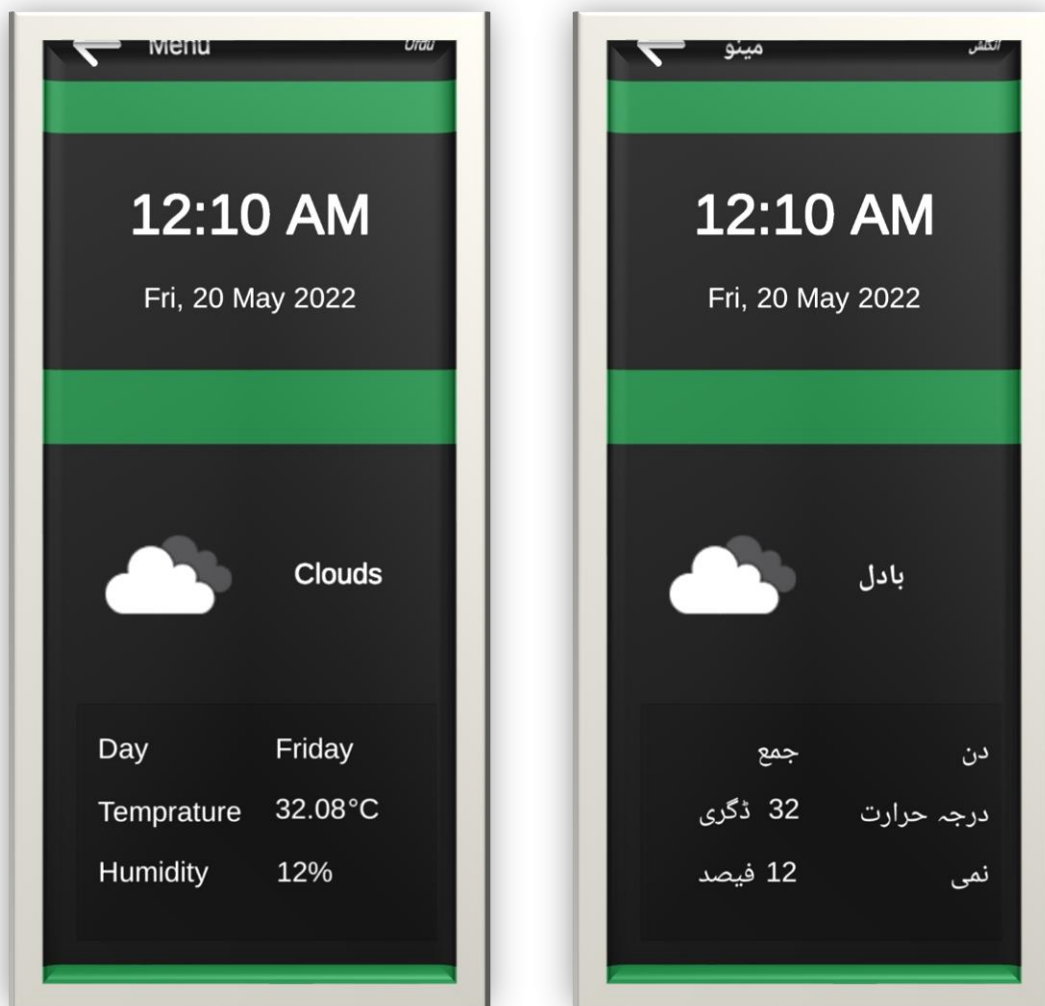 Menu Urdu
12:10 AM
Fri, 20 May 2022
Clouds
Day Friday
Temprature 32.08°C
Humidity 12%
مینو انگلش
12:10 AM
Fri, 20 May 2022
بادل
دن جمع
درجہ حرارت 32 ڈگری
نمی 12 فیصد